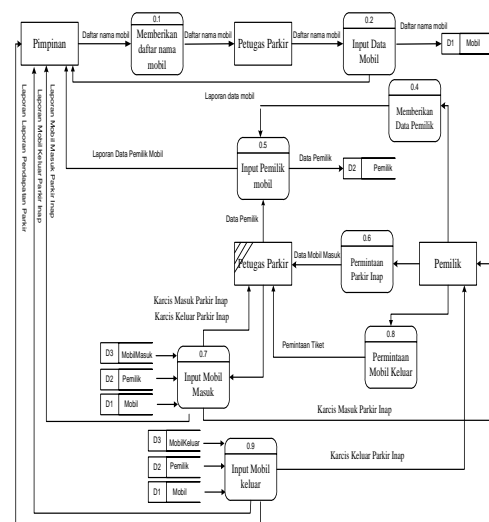 0.1
0.2
Pimpinan
Daftar nama mobil
Memberikan
daftar nama
mobil
Daftar nama mobil
Petugas Parkir
Daftar nama mobil
Input Data
Mobil
Daftar nama mobil
D1 Mobil
0.4
Memberikan
Data Pemilik
Laporan data mobil
Laporan Mobil Masuk Parkir Inap
Laporan Mobil Keluar Parkir Inap
Laporan Laporan Pendapatan Parkir
0.5
Input Pemilik
mobil
Laporan Data Pemilik Mobil
Data Pemilik
D2 Pemilik
Data Pemilik
0.6
Petugas Parkir
Data Mobil Masuk
Permintaan
Parkir Inap
Pemilik
Karcis Masuk Parkir Inap
Karcis Keluar Parkir Inap
0.8
Permintaan
Mobil Keluar
Pemintaan Tiket
D3 MobilMasuk
D2 Pemilik
D1 Mobil
0.7
Input Mobil
Masuk
Karcis Masuk Parkir Inap
D3 MobilKeluar
D2 Pemilik
D1 Mobil
0.9
Input Mobil
keluar
Karcis Keluar Parkir Inap